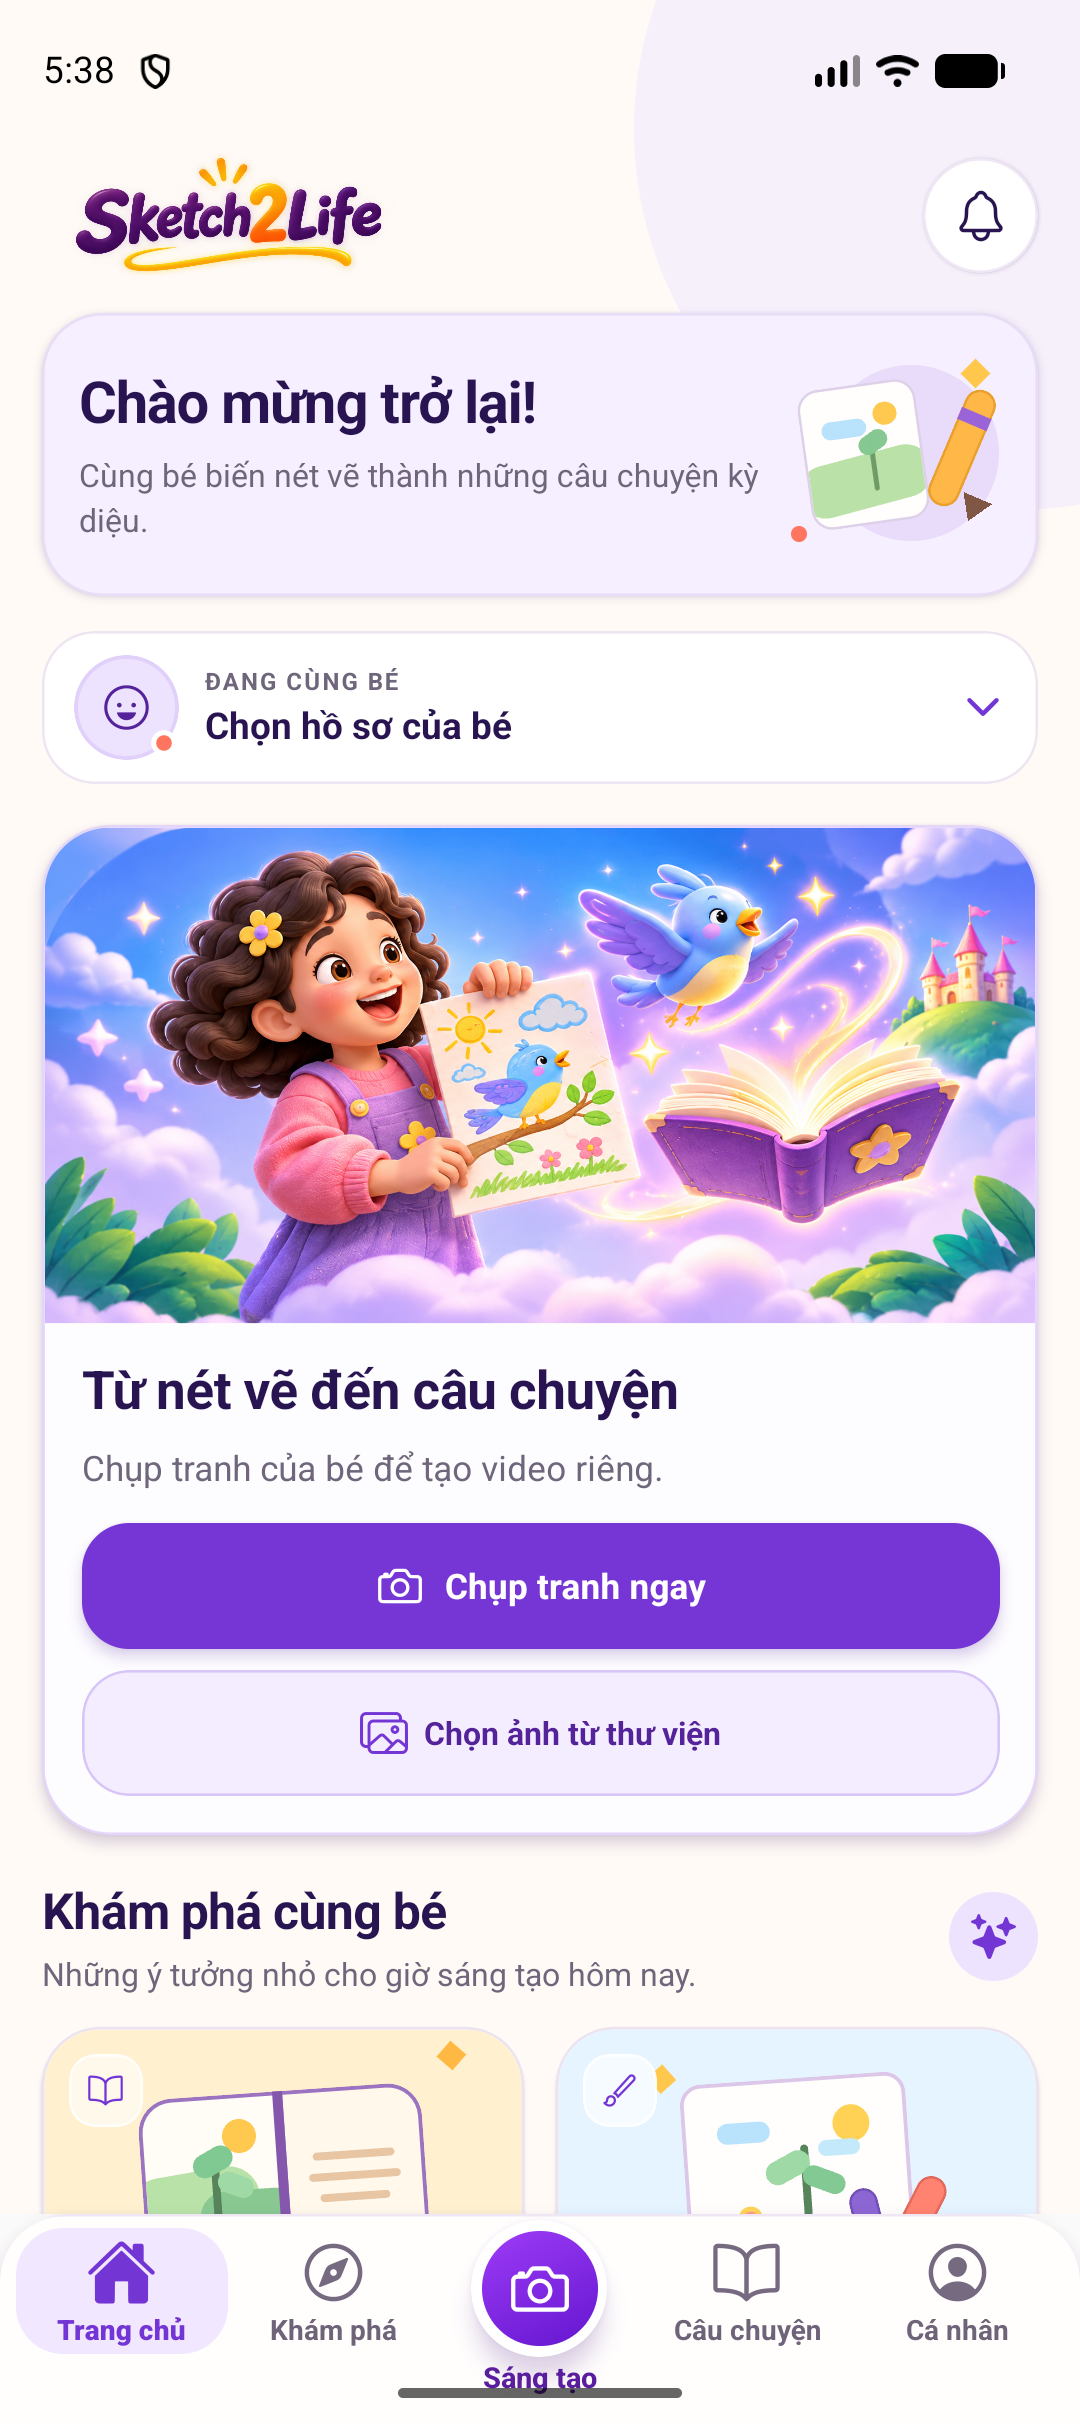 5:38
Sketch2Life
Chào mừng trở lại!
Cùng bé biến nét vẽ thành những câu chuyện kỳ
diệu.
ĐANG CÙNG BÉ
Chọn hồ sơ của bé
Từ nét vẽ đến câu chuyện
Chụp tranh của bé để tạo video riêng.
Chụp tranh ngay
Chọn ảnh từ thư viện
Khám phá cùng bé
Những ý tưởng nhỏ cho giờ sáng tạo hôm nay.
Trang chủ
Khám phá
Sáng tạo
Câu chuyện
Cá nhân